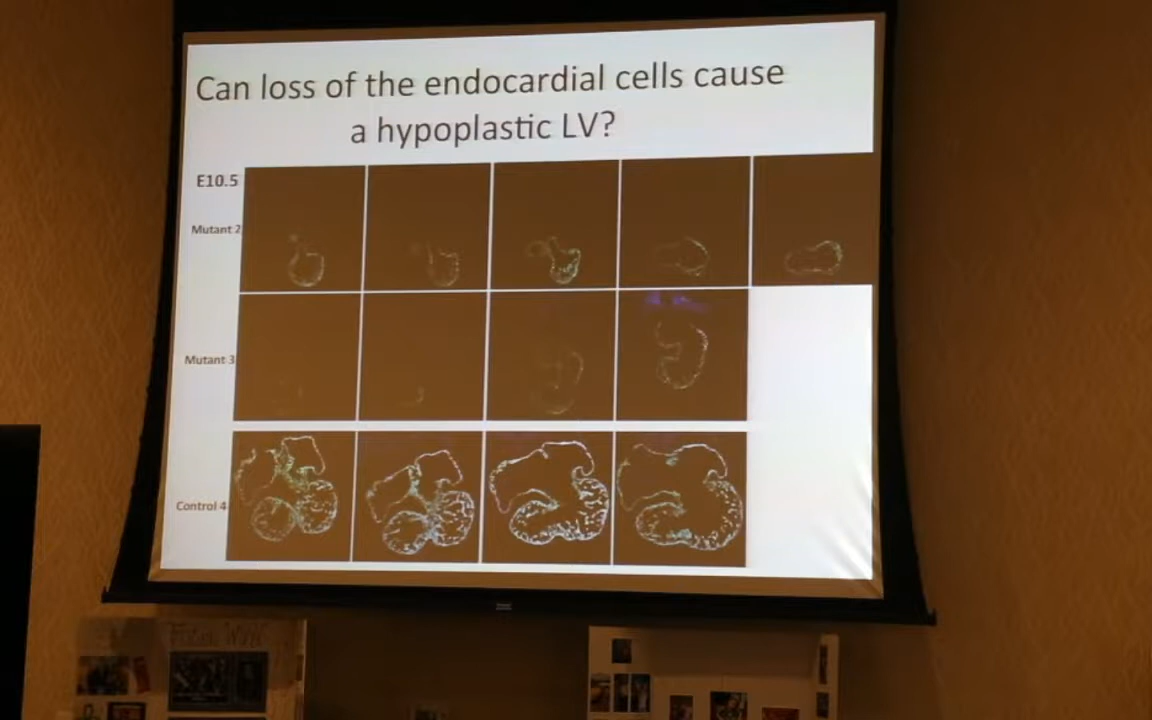 Can loss of the endocardial cells cause
a hypoplastic LV?
E10.5
Mutant 2
Mutant 3
Control 4